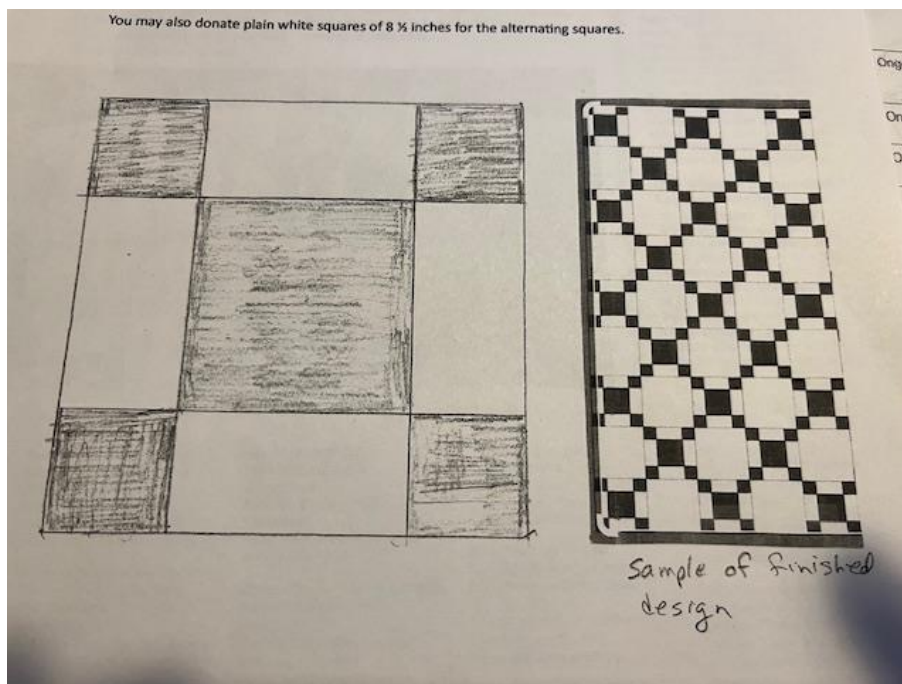 You may also donate plain white squares of 8 ½ inches for the alternating squares.
Sample of finished
design